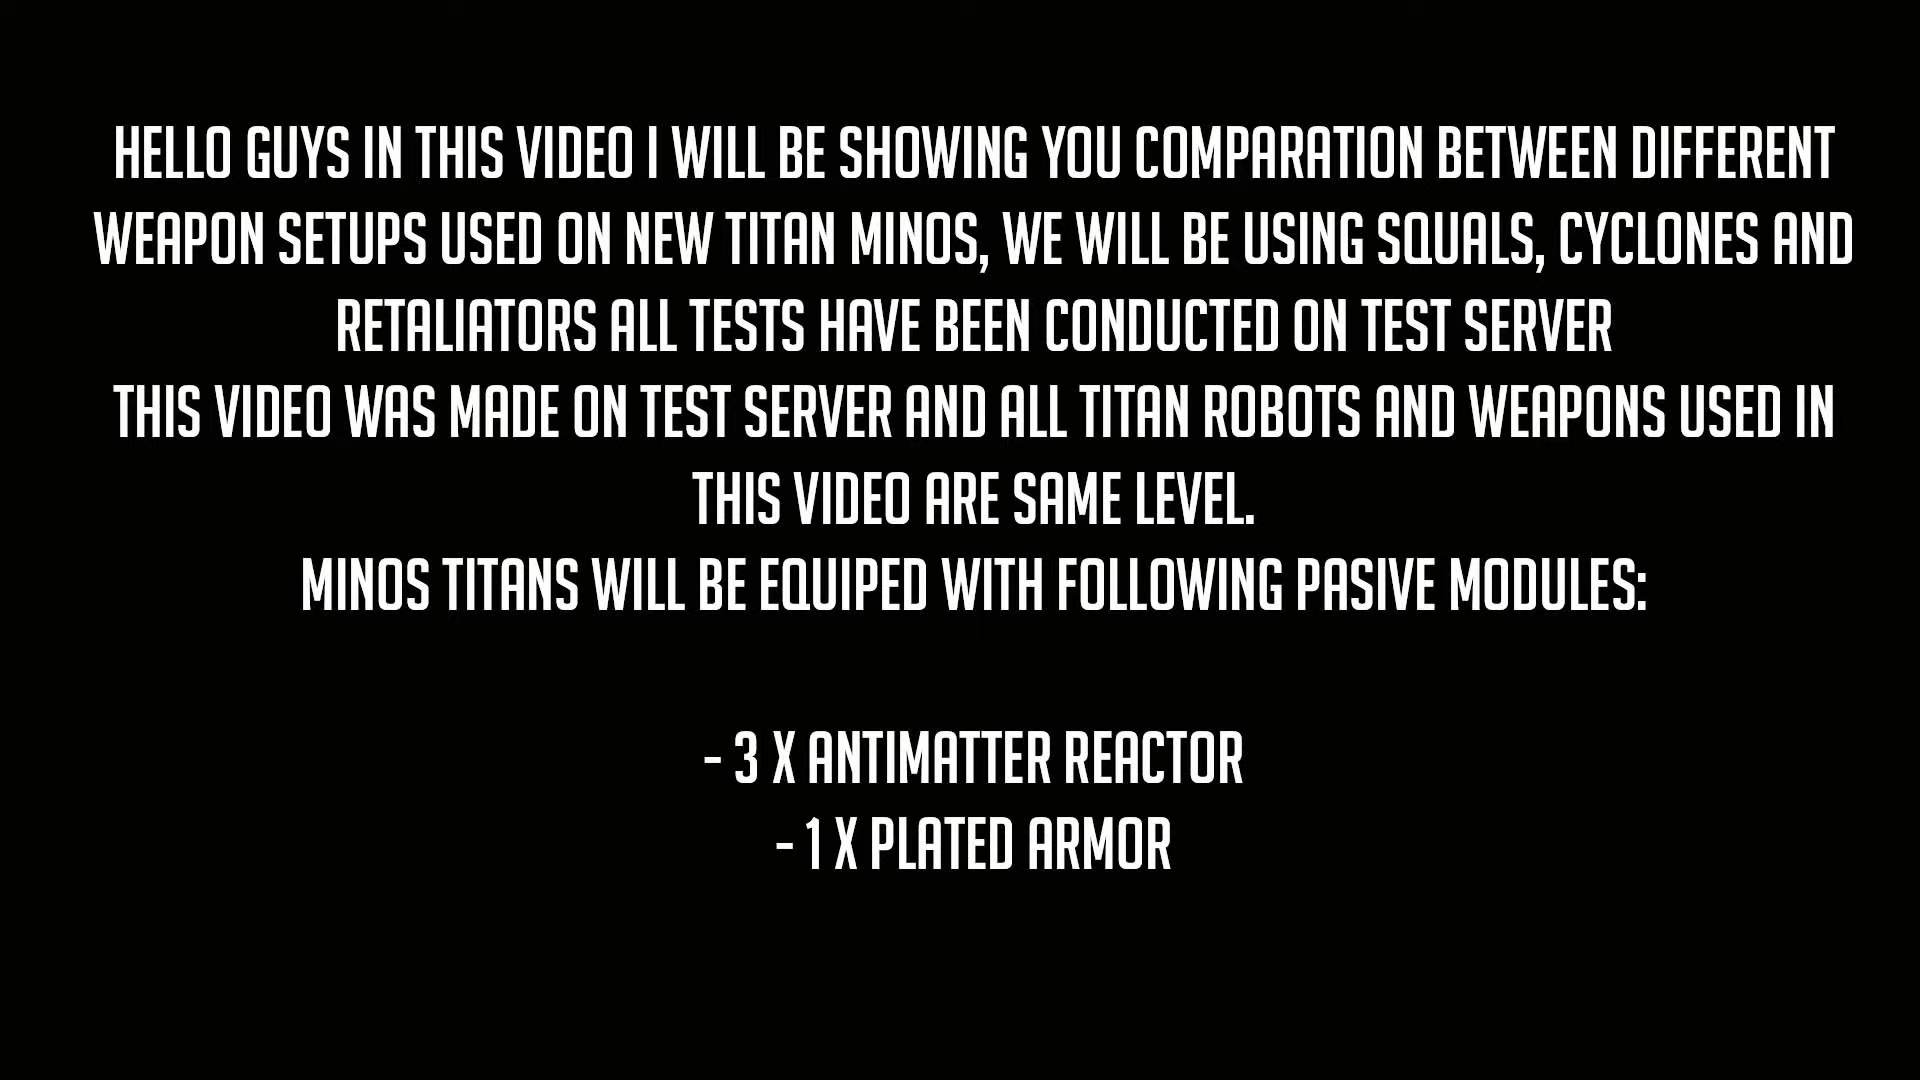 HELLO GUYS IN THIS VIDEO I WILL BE SHOWING YOU COMPARATION BETWEEN DIFFERENT
WEAPON SETUPS USED ON NEW TITAN MINOS, WE WILL BE USING SQUALS, CYCLONES AND
RETALIATORS ALL TESTS HAVE BEEN CONDUCTED ON TEST SERVER
THIS VIDEO WAS MADE ON TEST SERVER AND ALL TITAN ROBOTS AND WEAPONS USED IN
THIS VIDEO ARE SAME LEVEL.
MINOS TITANS WILL BE EQUIPED WITH FOLLOWING PASIVE MODULES:
- 3 X ANTIMATTER REACTOR
- 1 X PLATED ARMOR